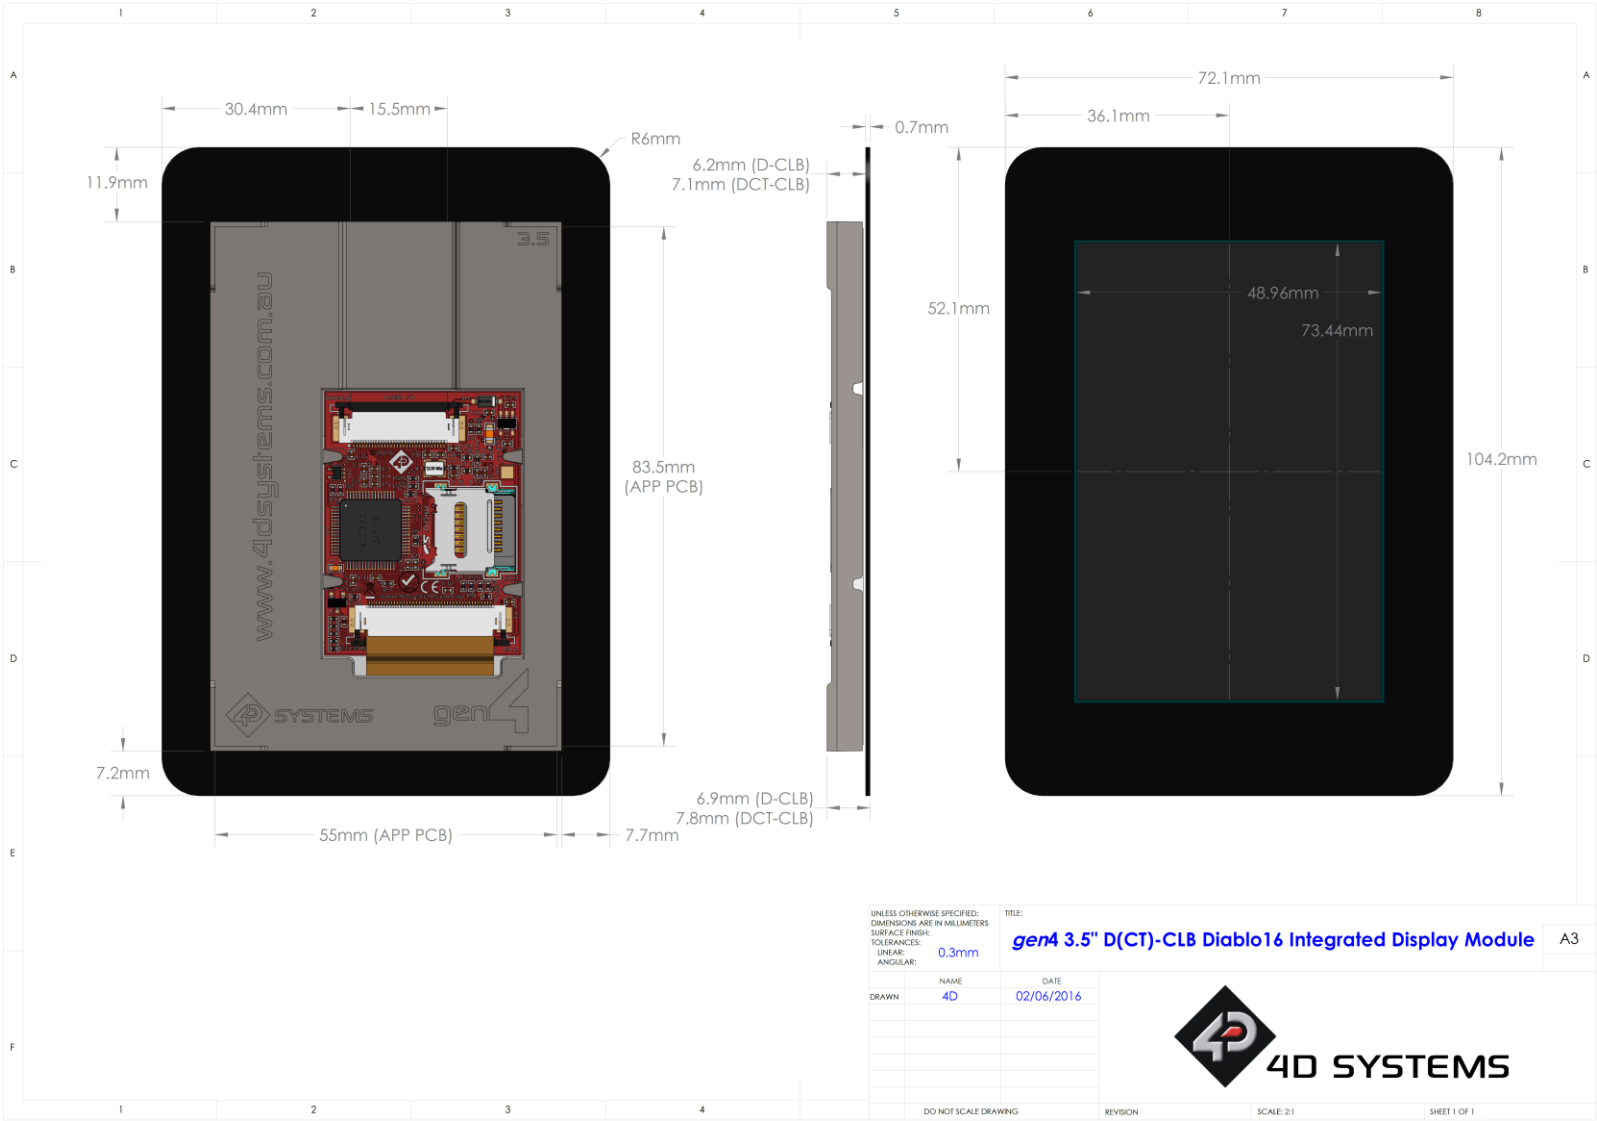 1 2 3 4 5 6 7 8
A
A
B
B
C
C
D
D
E
F
30.4mm
15.5mm
R6mm
11.9mm
3.5
www.4dsystems.com.au
83.5mm
(APP PCB)
4D SYSTEMS
gen4
7.2mm
55mm (APP PCB)
7.7mm
0.7mm
6.2mm (D-CLB)
7.1mm (DCT-CLB)
6.9mm (D-CLB)
7.8mm (DCT-CLB)
72.1mm
36.1mm
52.1mm
48.96mm
73.44mm
104.2mm
UNLESS OTHERWISE SPECIFIED:
DIMENSIONS ARE IN MILLIMETERS
SURFACE FINISH:
TOLERANCES:
LINEAR: 0.3mm
ANGULAR:
TITLE:
gen4 3.5" D(CT)-CLB Diablo16 Integrated Display Module
A3
NAME DATE
DRAWN 4D 02/06/2016
4D SYSTEMS
DO NOT SCALE DRAWING
REVISION
SCALE: 2:1
SHEET 1 OF 1
1 2 3 4